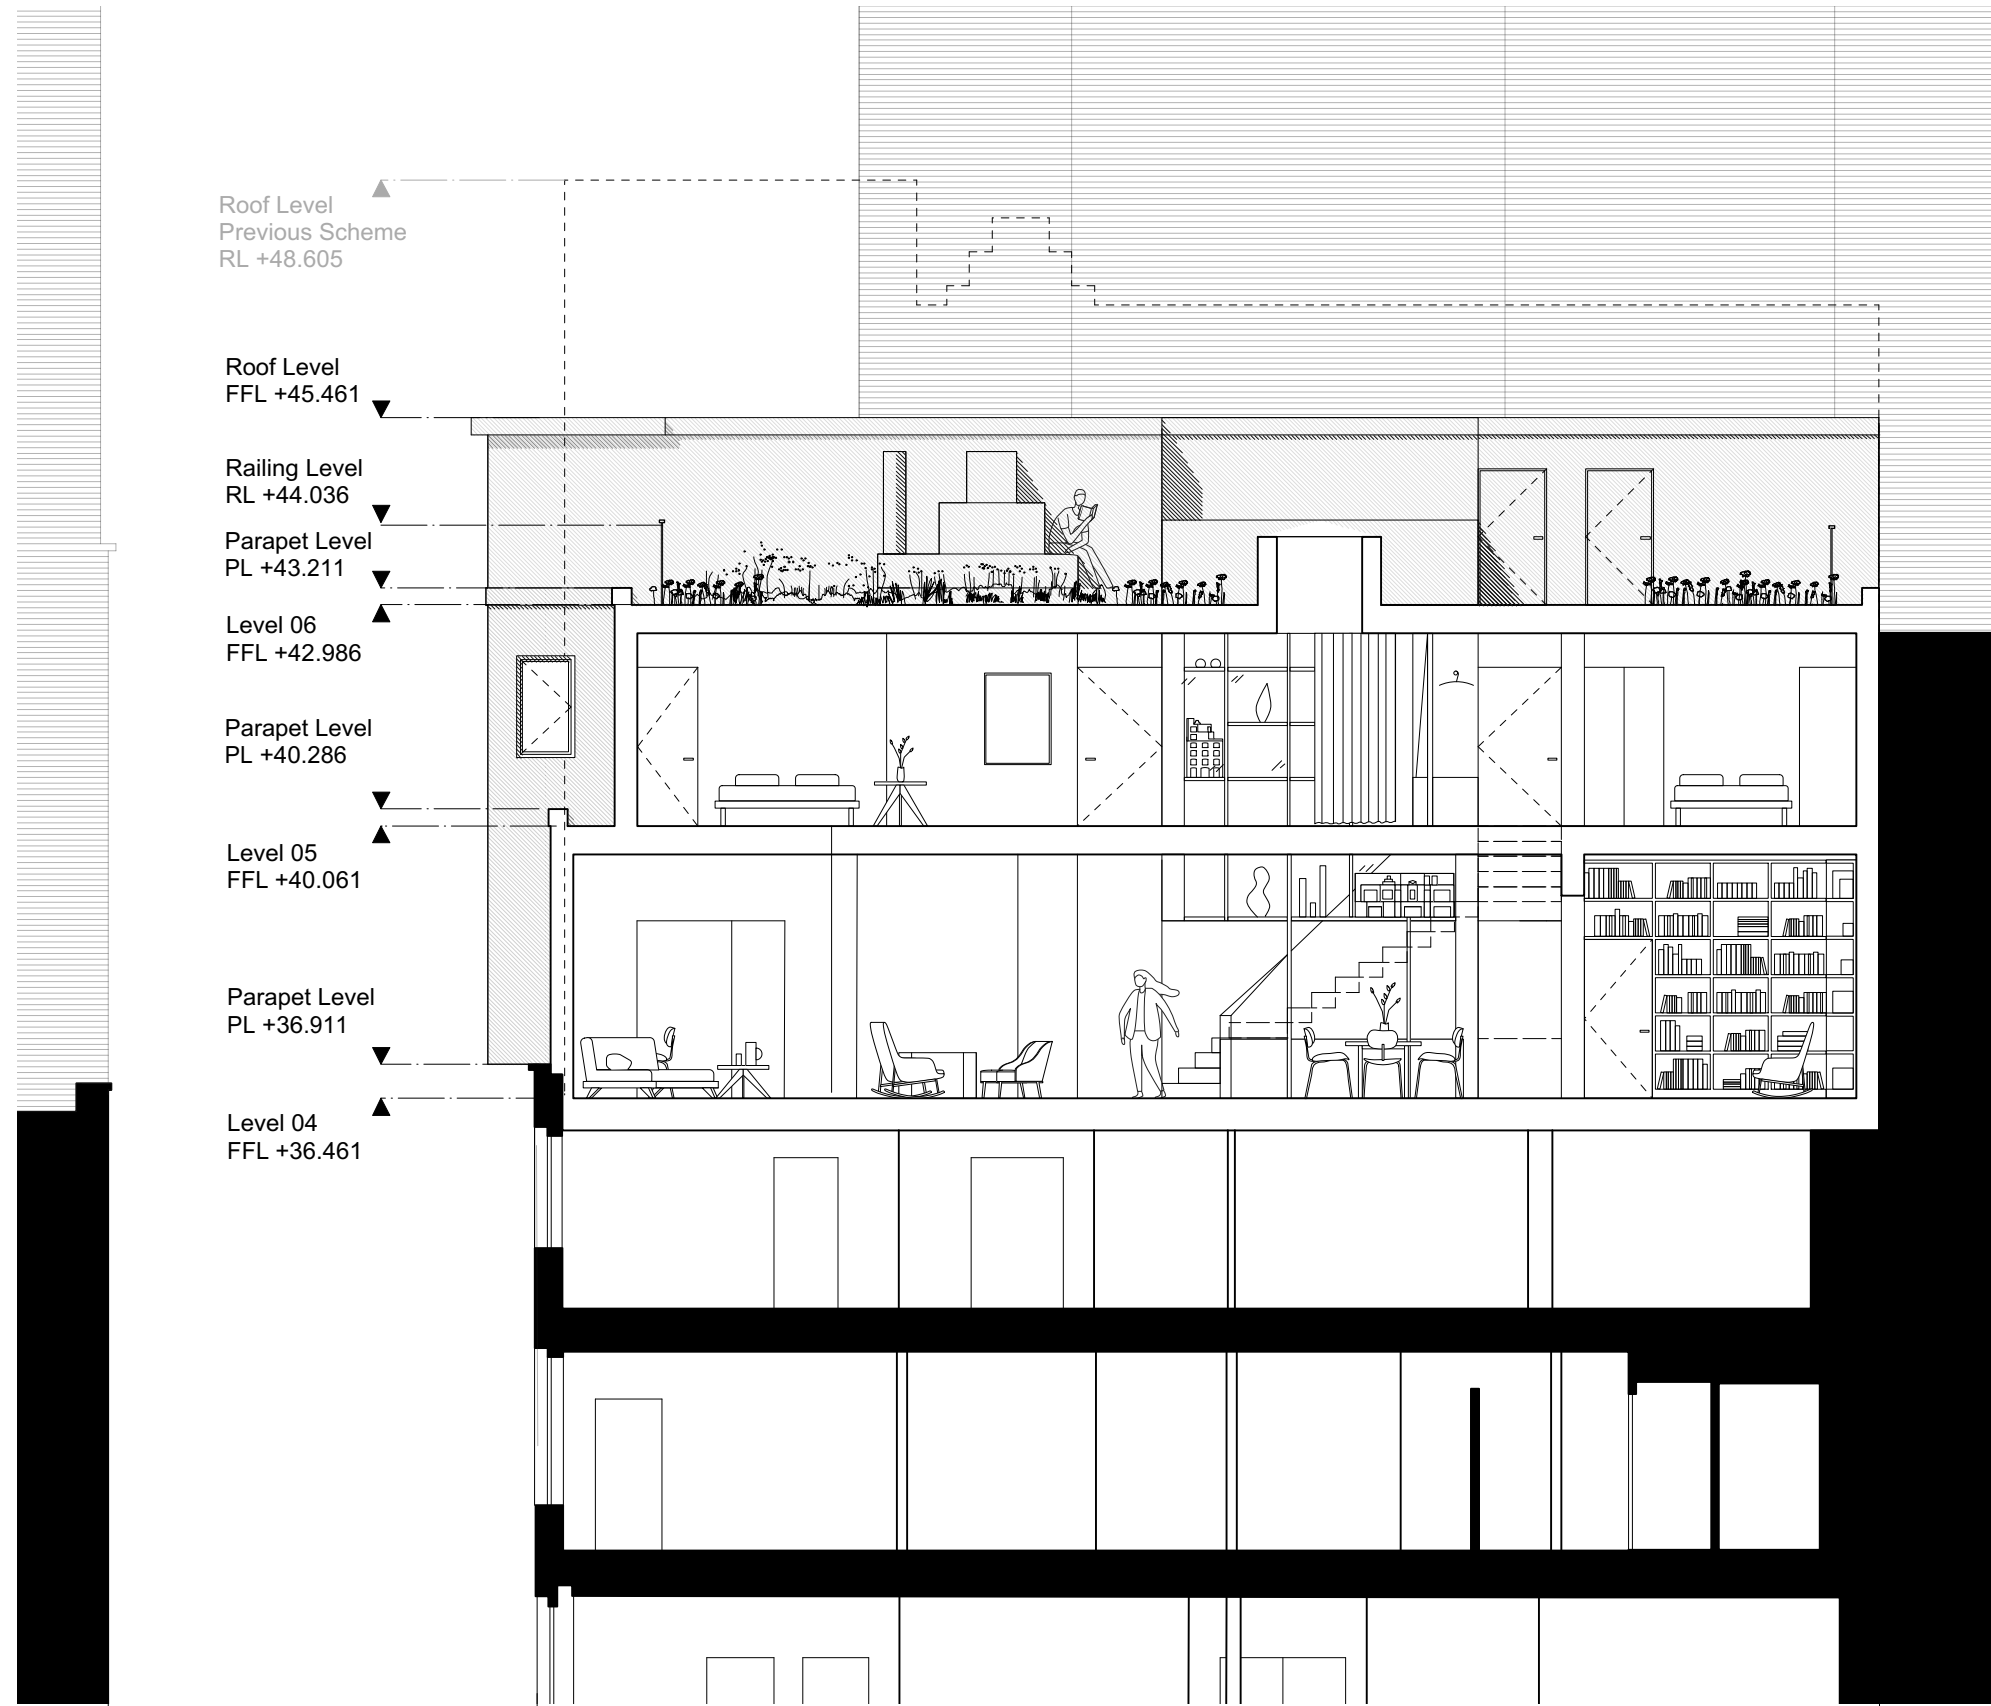 Roof Level
Previous Scheme
RL +48.605
Roof Level
FFL +45.461
Railing Level
RL +44.036
Parapet Level
PL +43.211
Level 06
FFL +42.986
Parapet Level
PL +40.286
Level 05
FFL +40.061
Parapet Level
PL +36.911
Level 04
FFL +36.461